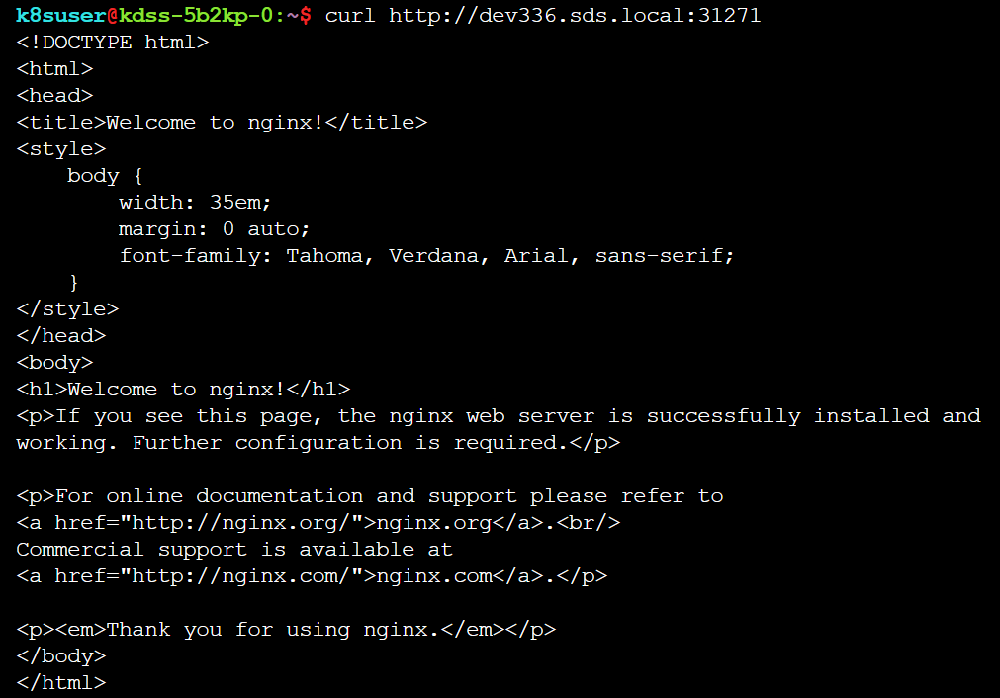 k8suser@kdss-5b2kp-0:~$ curl http://dev336.sds.local:31271
<!DOCTYPE html>
<html>
<head>
<title>Welcome to nginx!</title>
<style>
    body {
        width: 35em;
        margin: 0 auto;
        font-family: Tahoma, Verdana, Arial, sans-serif;
    }
</style>
</head>
<body>
<h1>Welcome to nginx!</h1>
<p>If you see this page, the nginx web server is successfully installed and
working. Further configuration is required.</p>

<p>For online documentation and support please refer to
<a href="http://nginx.org/">nginx.org</a>.<br/>
Commercial support is available at
<a href="http://nginx.com/">nginx.com</a>.</p>

<p><em>Thank you for using nginx.</em></p>
</body>
</html>